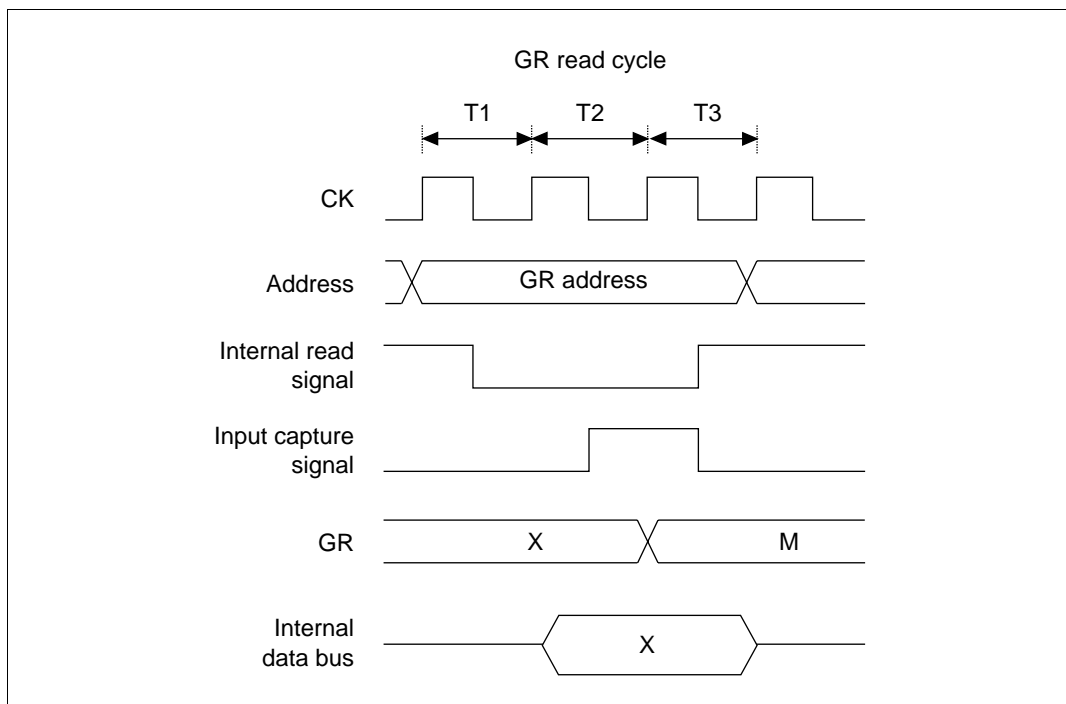 GR read cycle
T1 T2 T3
CK
Address
GR address
Internal read
signal
Input capture
signal
GR
X
M
Internal
data bus
X